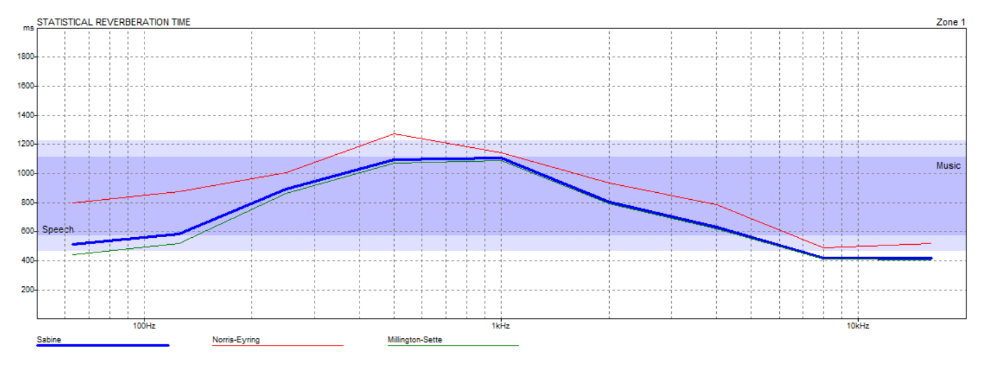 STATISTICAL REVERBERATION TIME Zone 1
ms
1800
1600
1400
1200
1000 Music
800
600 Speech
400
200
100Hz 1kHz 10kHz
Sabine Norris-Eyring Millington-Sette